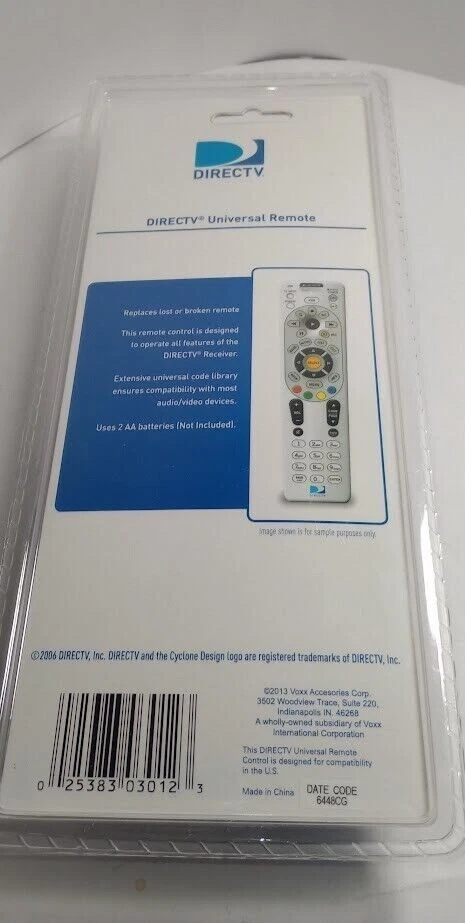 DIRECTV
DIRECTV® Universal Remote
Replaces lost or broken remote
This remote control is designed
to operate all features of the
DIRECTV® Receiver.
Extensive universal code library
ensures compatibility with most
audio/video devices.
Uses 2 AA batteries (Not Included).
Image shown is for sample purposes only.
©2006 DIRECTV, Inc. DIRECTV and the Cyclone Design logo are registered trademarks of DIRECTV, Inc.
©2013 Voxx Accesories Corp.
3502 Woodview Trace, Suite 220,
Indianapolis IN. 46268
A wholly-owned subsidiary of Voxx
International Corporation
This DIRECTV Universal Remote
Control is designed for compatibility
in the U.S.
Made in China
DATE CODE
6448CG
0 25383 03012 3